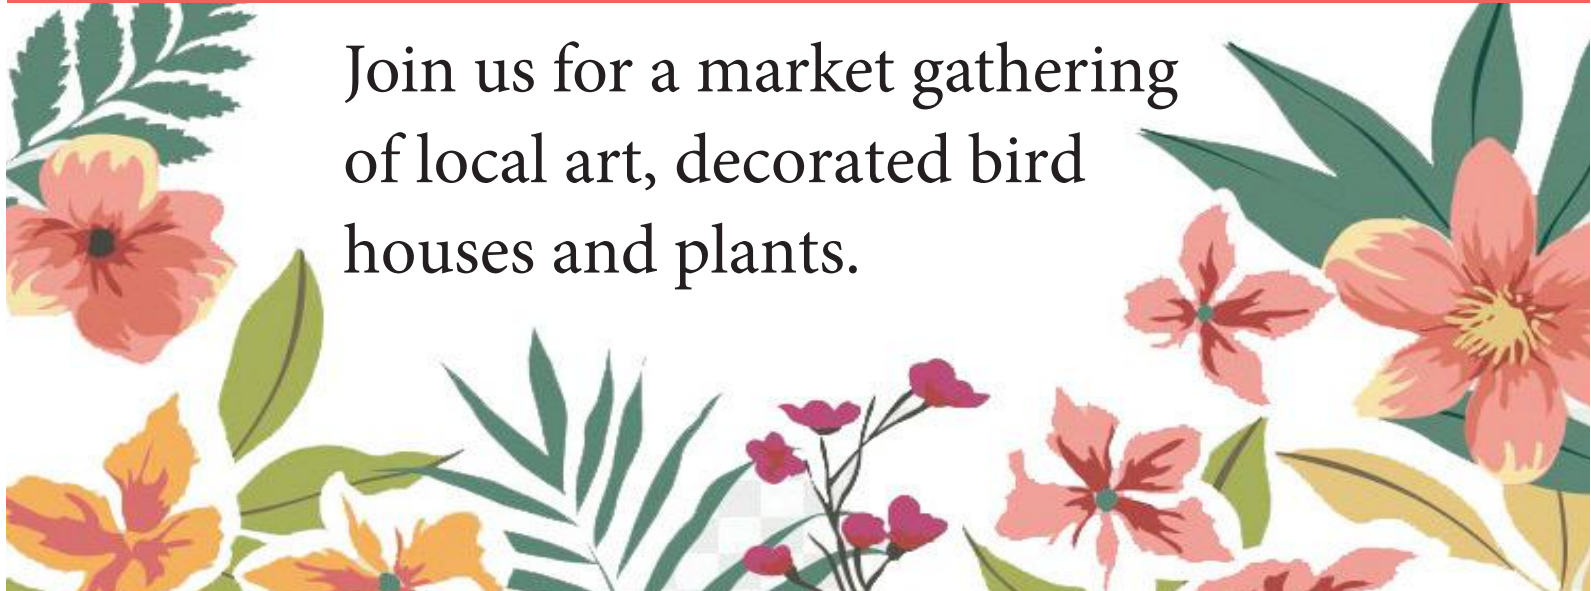 Join us for a market gathering
of local art, decorated bird
houses and plants.